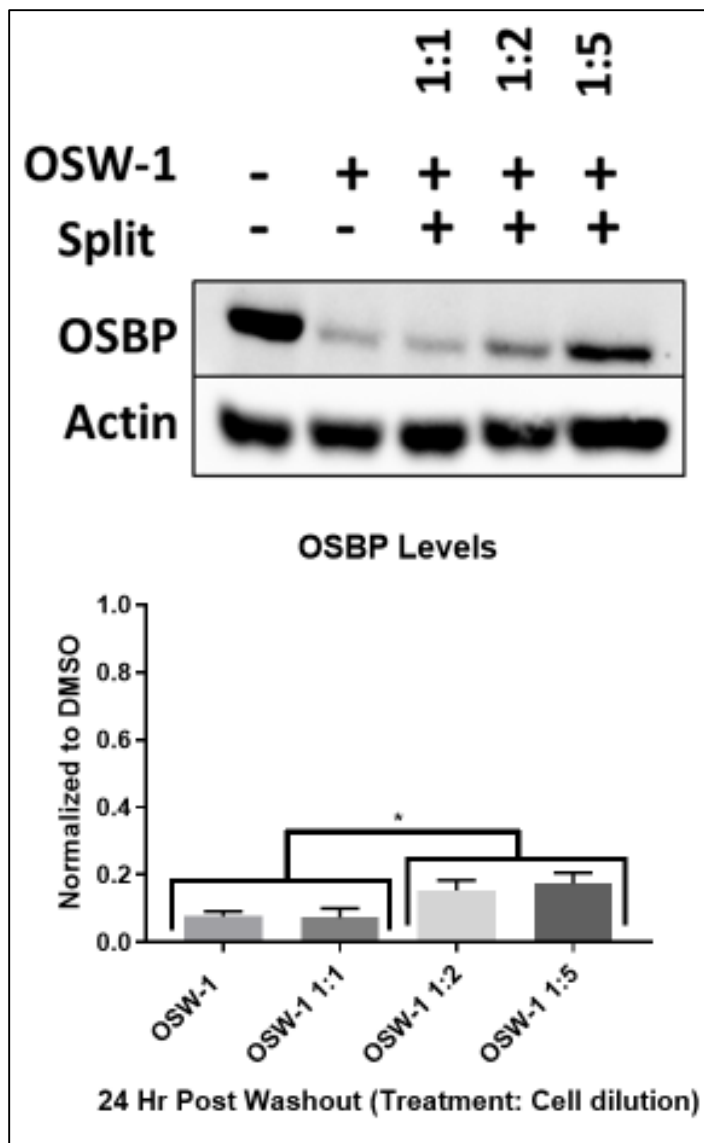 1:1 1:2 1:5
OSW-1 - + + + +
Split - - + + +
OSBP
Actin
OSBP Levels
Normalized to DMSO
1.0
0.8
0.6
0.4
0.2
0.0
*
OSW-1
OSW-1 1:1
OSW-1 1:2
OSW-1 1:5
24 Hr Post Washout (Treatment: Cell dilution)